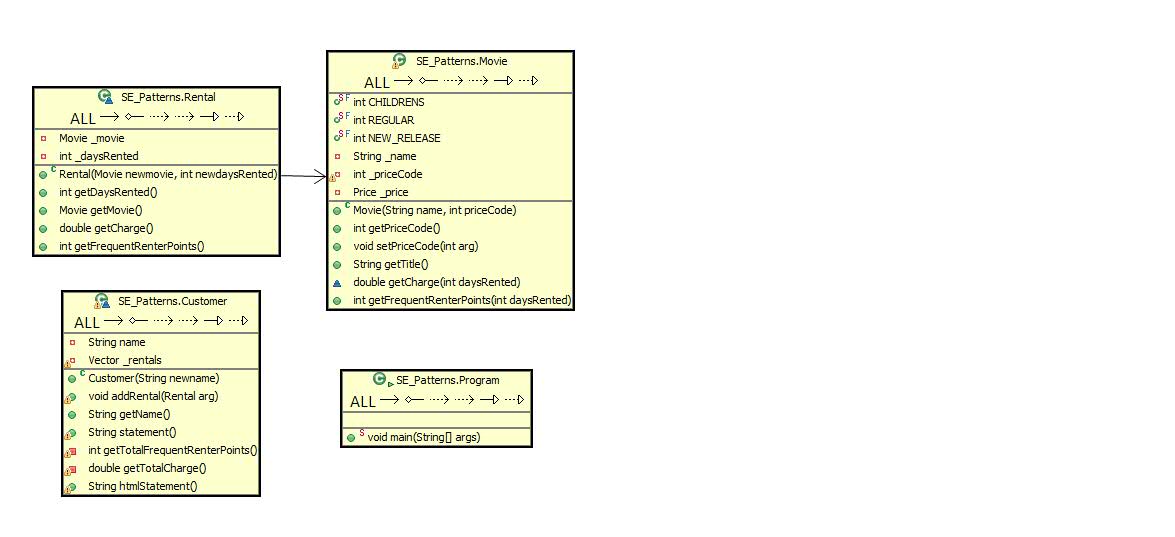 SE_Patterns.Rental
ALL
Movie _movie
int _daysRented
Rental(Movie newmovie, int newdaysRented)
int getDaysRented()
Movie getMovie()
double getCharge()
int getFrequentRenterPoints()
SE_Patterns.Movie
ALL
int CHILDRENS
int REGULAR
int NEW_RELEASE
String _name
int _priceCode
Price _price
Movie(String name, int priceCode)
int getPriceCode()
void setPriceCode(int arg)
String getTitle()
double getCharge(int daysRented)
int getFrequentRenterPoints(int daysRented)
SE_Patterns.Customer
ALL
String name
Vector _rentals
Customer(String newname)
void addRental(Rental arg)
String getName()
String statement()
int getTotalFrequentRenterPoints()
double getTotalCharge()
String htmlStatement()
SE_Patterns.Program
ALL
void main(String[] args)